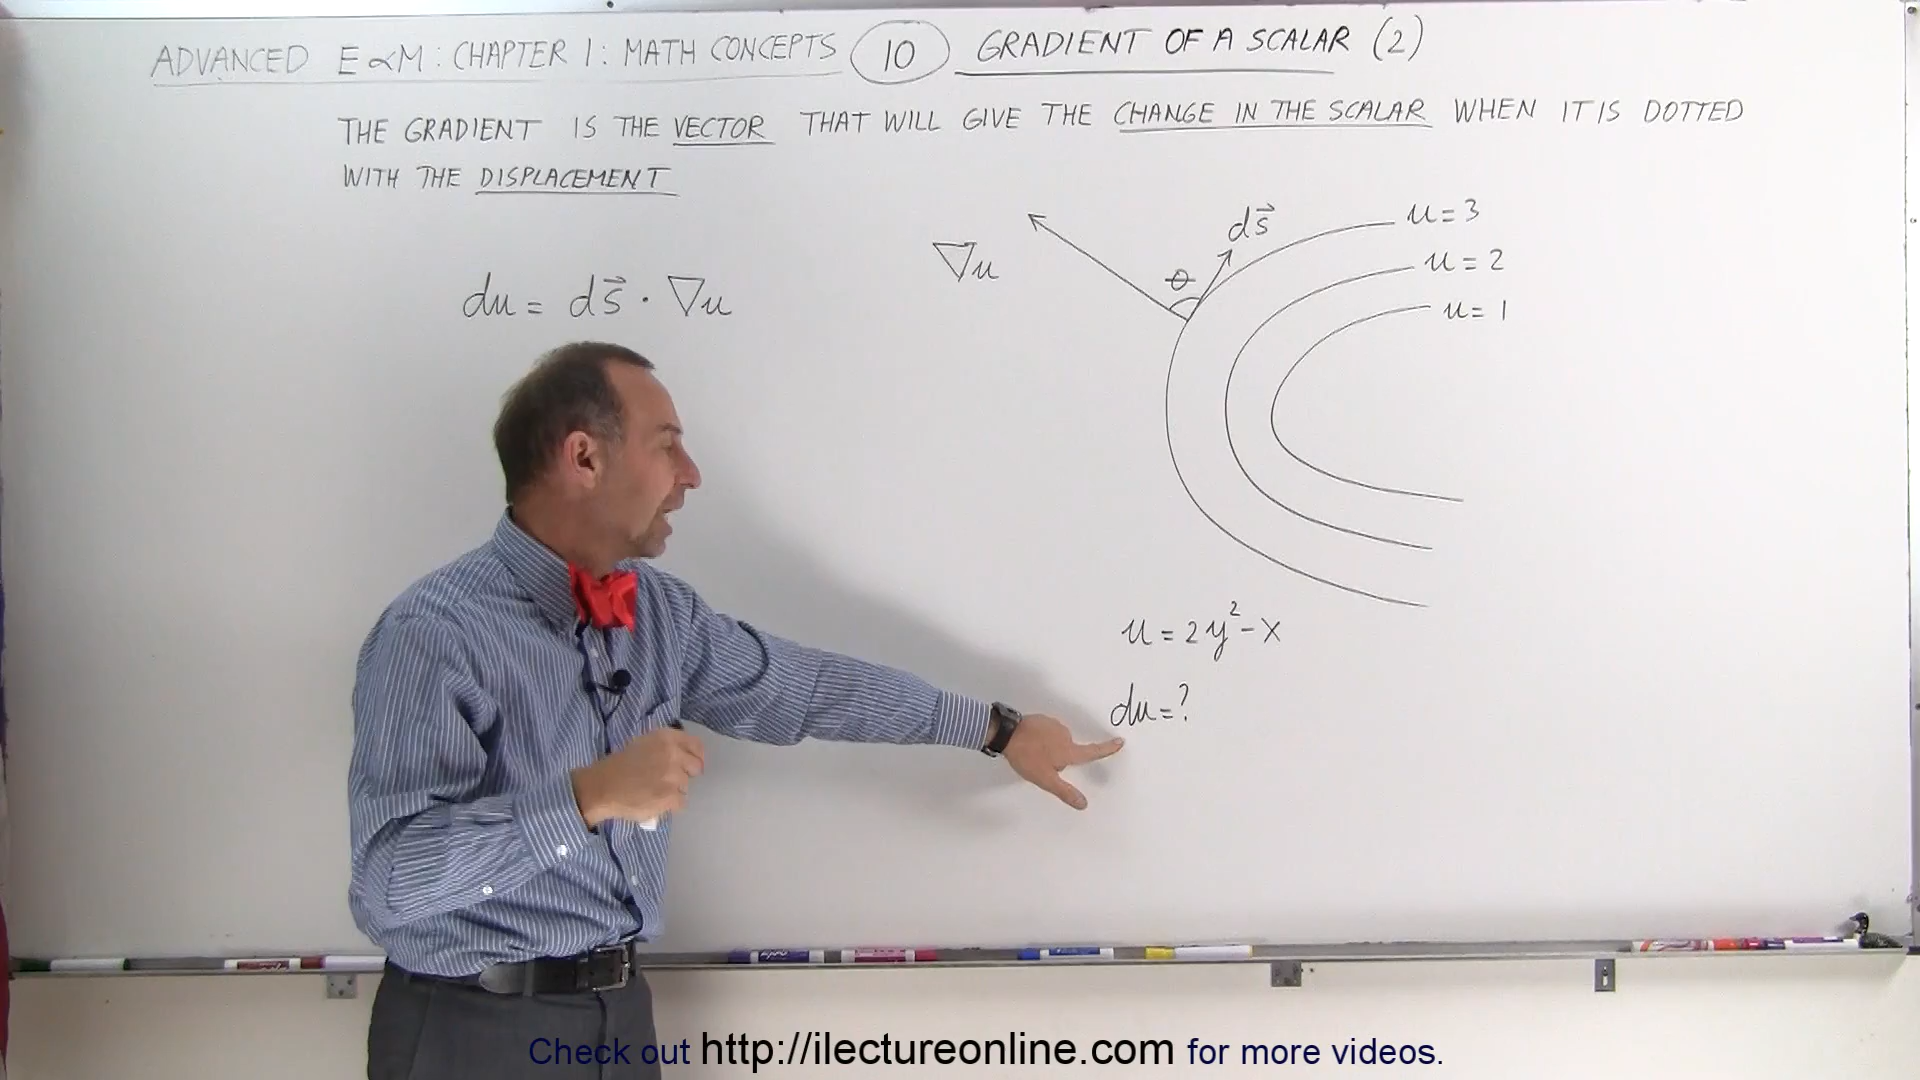 ADVANCED E&M: CHAPTER 1: MATH CONCEPTS 10 GRADIENT OF A SCALAR (2)
THE GRADIENT IS THE VECTOR THAT WILL GIVE THE CHANGE IN THE SCALAR WHEN IT IS DOTTED
WITH THE DISPLACEMENT
du = ds⃗ · ∇u
∇u
θ
ds⃗
u = 3
u = 2
u = 1
u = 2y² - x
du = ?
Check out http://ilectureonline.com for more videos.